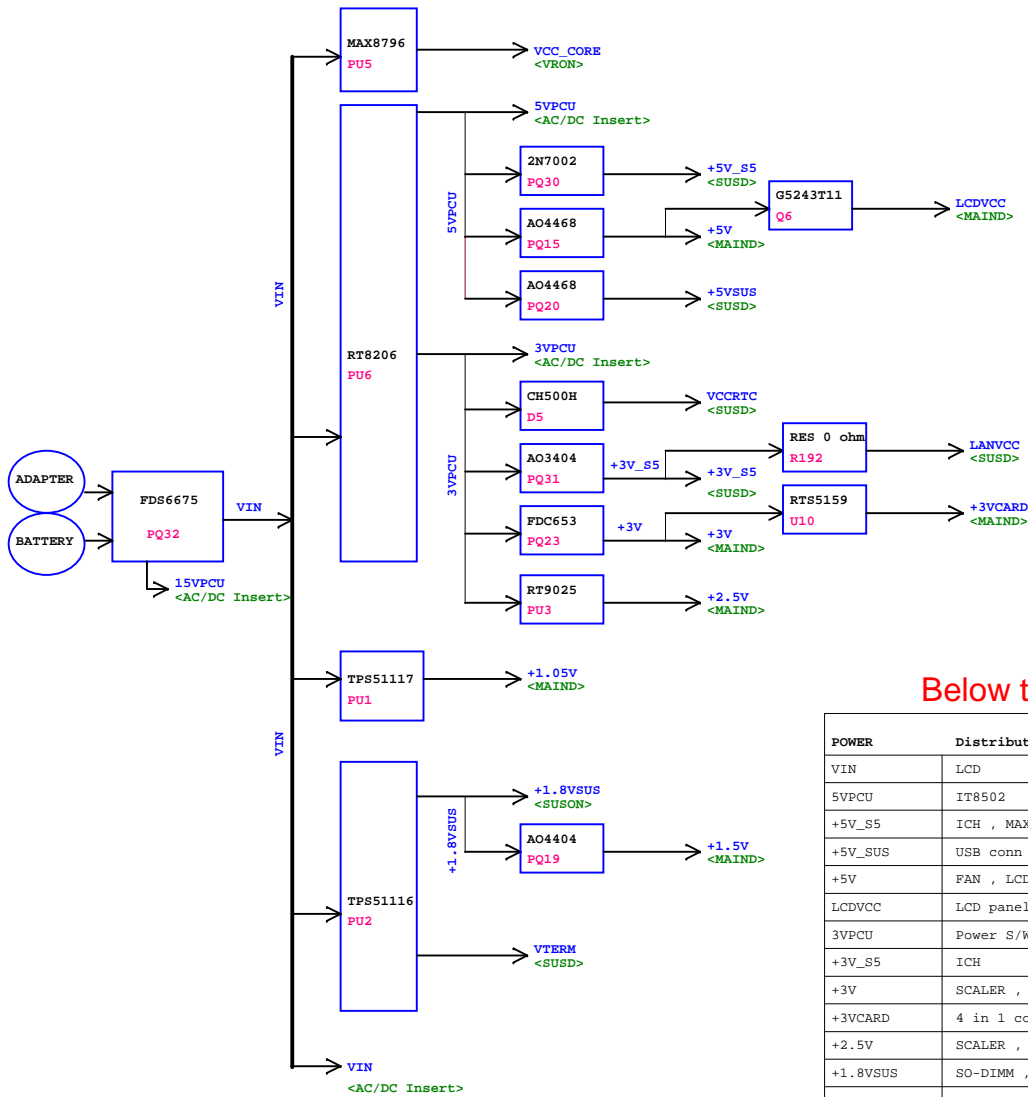 MAX8796
PU5
VCC_CORE
<VRON>
5VPCU
<AC/DC Insert>
2N7002
PQ30
+5V_S5
<SUSD>
G5243T11
Q6
LCDVCC
<MAIND>
5VPCU
AO4468
PQ15
+5V
<MAIND>
AO4468
PQ20
+5VSUS
<SUSD>
VIN
RT8206
PU6
3VPCU
<AC/DC Insert>
CH500H
D5
VCCRTC
<SUSD>
RES 0 ohm
R192
LANVCC
<SUSD>
3VPCU
AO3404
PQ31
+3V_S5
+3V_S5
<SUSD>
RTS5159
U10
+3VCARD
<MAIND>
FDC653
PQ23
+3V
+3V
<MAIND>
RT9025
PU3
+2.5V
<MAIND>
ADAPTER
BATTERY
FDS6675
PQ32
VIN
15VPCU
<AC/DC Insert>
TPS51117
PU1
+1.05V
<MAIND>
VIN
TPS51116
PU2
+1.8VSUS
<SUSON>
+1.8VSUS
AO4404
PQ19
+1.5V
<MAIND>
VTERM
<SUSD>
VIN
<AC/DC Insert>
Below t
POWER Distribut
VIN LCD
5VPCU IT8502
+5V_S5 ICH , MAX
+5V_SUS USB conn
+5V FAN , LCD
LCDVCC LCD panel
3VPCU Power S/W
+3V_S5 ICH
+3V SCALER ,
+3VCARD 4 in 1 co
+2.5V SCALER ,
+1.8VSUS SO-DIMM ,